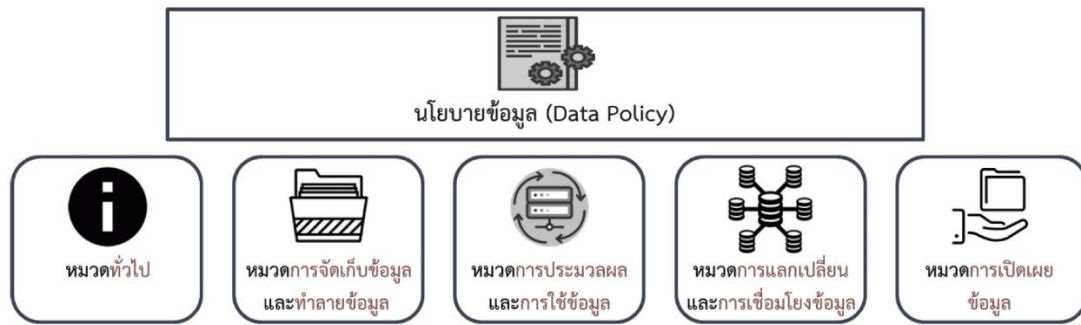 นโยบายข้อมูล (Data Policy)
หมวดทั่วไป
หมวดการจัดเก็บข้อมูล
และทำลายข้อมูล
หมวดการประมวลผล
และการใช้ข้อมูล
หมวดการแลกเปลี่ยน
และการเชื่อมโยงข้อมูล
หมวดการเปิดเผย
ข้อมูล